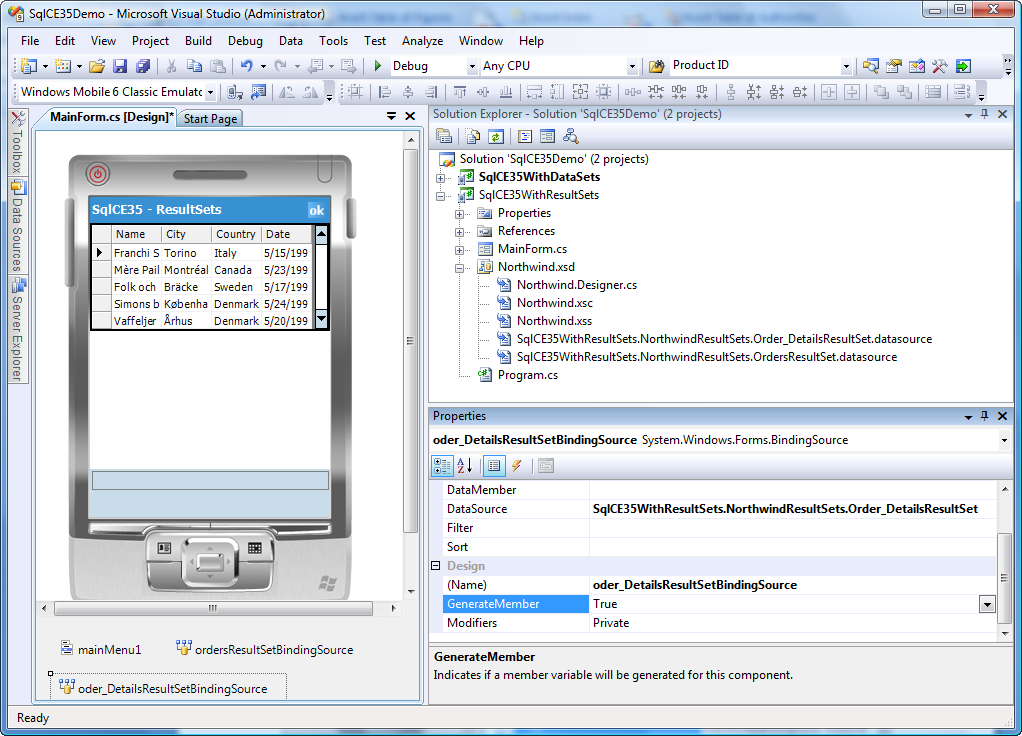 SqlCE35Demo - Microsoft Visual Studio (Administrator)
File Edit View Project Build Debug Data Tools Test Analyze Window Help
Debug Any CPU Product ID
Windows Mobile 6 Classic Emulato
MainForm.cs [Design]* Start Page
Toolbox
Data Sources
Server Explorer
SqlCE35 - ResultSets ok
Name City Country Date
Franchi S Torino Italy 5/15/199
Mère Pail Montréal Canada 5/23/199
Folk och Bräcke Sweden 5/17/199
Simons b Københa Denmark 5/24/199
Vaffeljer Århus Denmark 5/20/199
mainMenu1 ordersResultSetBindingSource
oder_DetailsResultSetBindingSource
Solution Explorer - Solution 'SqlCE35Demo' (2 projects)
Solution 'SqlCE35Demo' (2 projects)
SqlCE35WithDataSets
SqlCE35WithResultSets
Properties
References
MainForm.cs
Northwind.xsd
Northwind.Designer.cs
Northwind.xsc
Northwind.xss
SqlCE35WithResultSets.NorthwindResultSets.Order_DetailsResultSet.datasource
SqlCE35WithResultSets.NorthwindResultSets.OrdersResultSet.datasource
Program.cs
Properties
oder_DetailsResultSetBindingSource System.Windows.Forms.BindingSource
DataMember
DataSource SqlCE35WithResultSets.NorthwindResultSets.Order_DetailsResultSet
Filter
Sort
Design
(Name) oder_DetailsResultSetBindingSource
GenerateMember True
Modifiers Private
GenerateMember
Indicates if a member variable will be generated for this component.
Ready